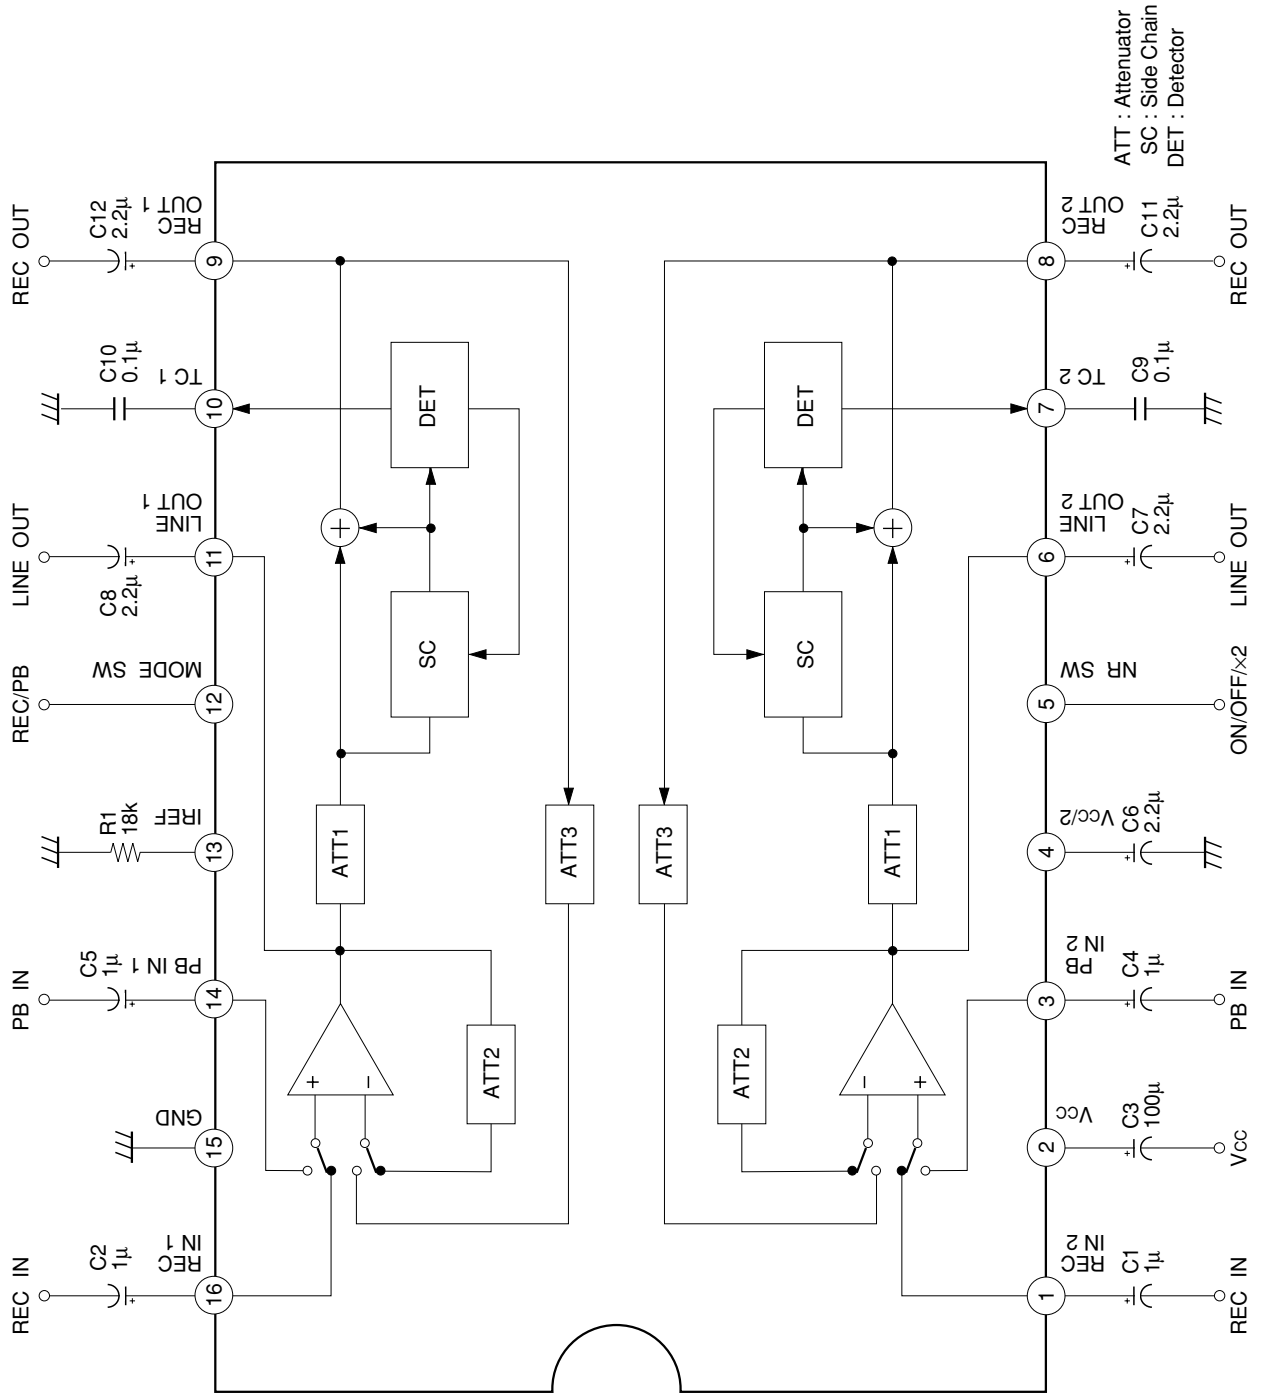 REC OUT
C12
2.2µ
REC
OUT 1
9
C10
0.1µ
TC 1
10
LINE OUT
C8
2.2µ
LINE
OUT 1
11
REC/PB
MODE SW
12
R1
18k
IREF
13
PB IN
C5
1µ
PB IN 1
14
GND
15
REC IN
C2
1µ
REC
IN 1
16
DET
SC
+
ATT1
ATT3
ATT2
+
−
DET
SC
+
ATT1
ATT3
ATT2
−
+
8
REC
OUT 2
C11
2.2µ
REC OUT
7
TC 2
C9
0.1µ
6
LINE
OUT 2
C7
2.2µ
LINE OUT
5
NR SW
ON/OFF/×2
4
Vcc/2
C6
2.2µ
3
PB
IN 2
C4
1µ
PB IN
2
Vcc
C3
100µ
Vcc
1
REC
IN 2
C1
1µ
REC IN
ATT : Attenuator
SC : Side Chain
DET : Detector